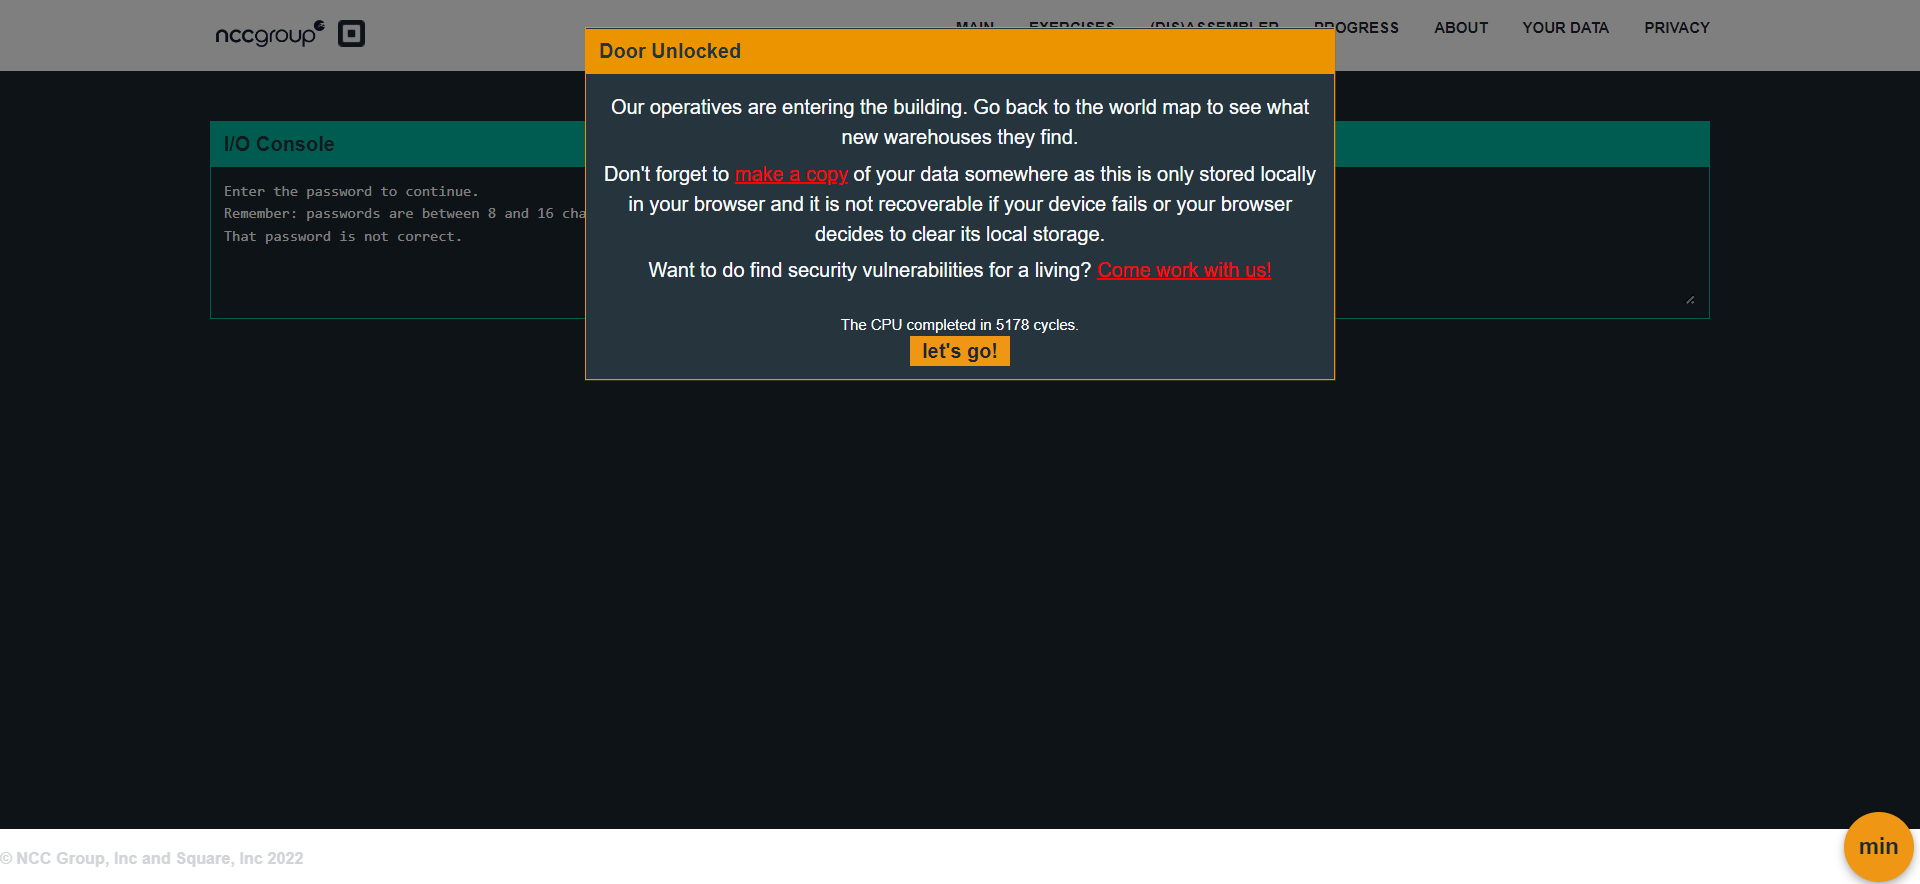 nccgroup
MAIN EXERCISES (DIS)ASSEMBLER PROGRESS ABOUT YOUR DATA PRIVACY
Door Unlocked
Our operatives are entering the building. Go back to the world map to see what
new warehouses they find.
Don't forget to make a copy of your data somewhere as this is only stored locally
in your browser and it is not recoverable if your device fails or your browser
decides to clear its local storage.
Want to do find security vulnerabilities for a living? Come work with us!
The CPU completed in 5178 cycles.
let's go!
I/O Console
Enter the password to continue.
Remember: passwords are between 8 and 16 cha
That password is not correct.
min
© NCC Group, Inc and Square, Inc 2022